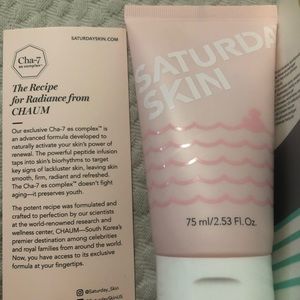 SATURDAYSKIN.COM
Cha-7
es complex™
The Recipe
for Radiance from
CHAUM
Our exclusive Cha-7 es complex™ is
an advanced formula developed to
naturally activate your skin's power of
renewal. The powerful peptide infusion
taps into skin's biorhythms to target
key signs of lackluster skin, leaving skin
smooth, firm, radiant and refreshed.
The Cha-7 es complex™ doesn't fight
aging—it preserves youth.
The potent recipe was formulated and
crafted to perfection by our scientists
at the world-renowned research and
wellness center, CHAUM—South Korea's
premier destination among celebrities
and royal families from around the world.
Now, you have access to its exclusive
formula at your fingertips.
@Saturday_Skin
SATURDAY
SKIN
75 ml/2.53 Fl.Oz.